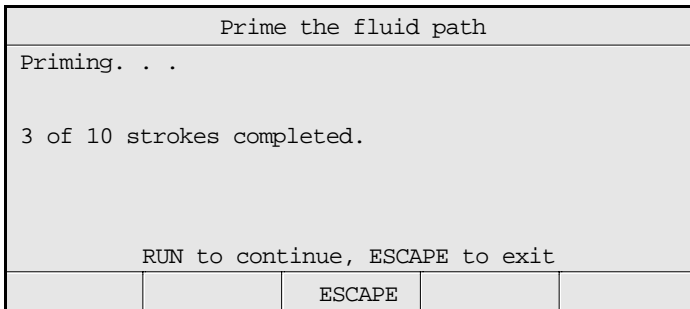 Prime the fluid path
Priming. . .
3 of 10 strokes completed.
RUN to continue, ESCAPE to exit
ESCAPE